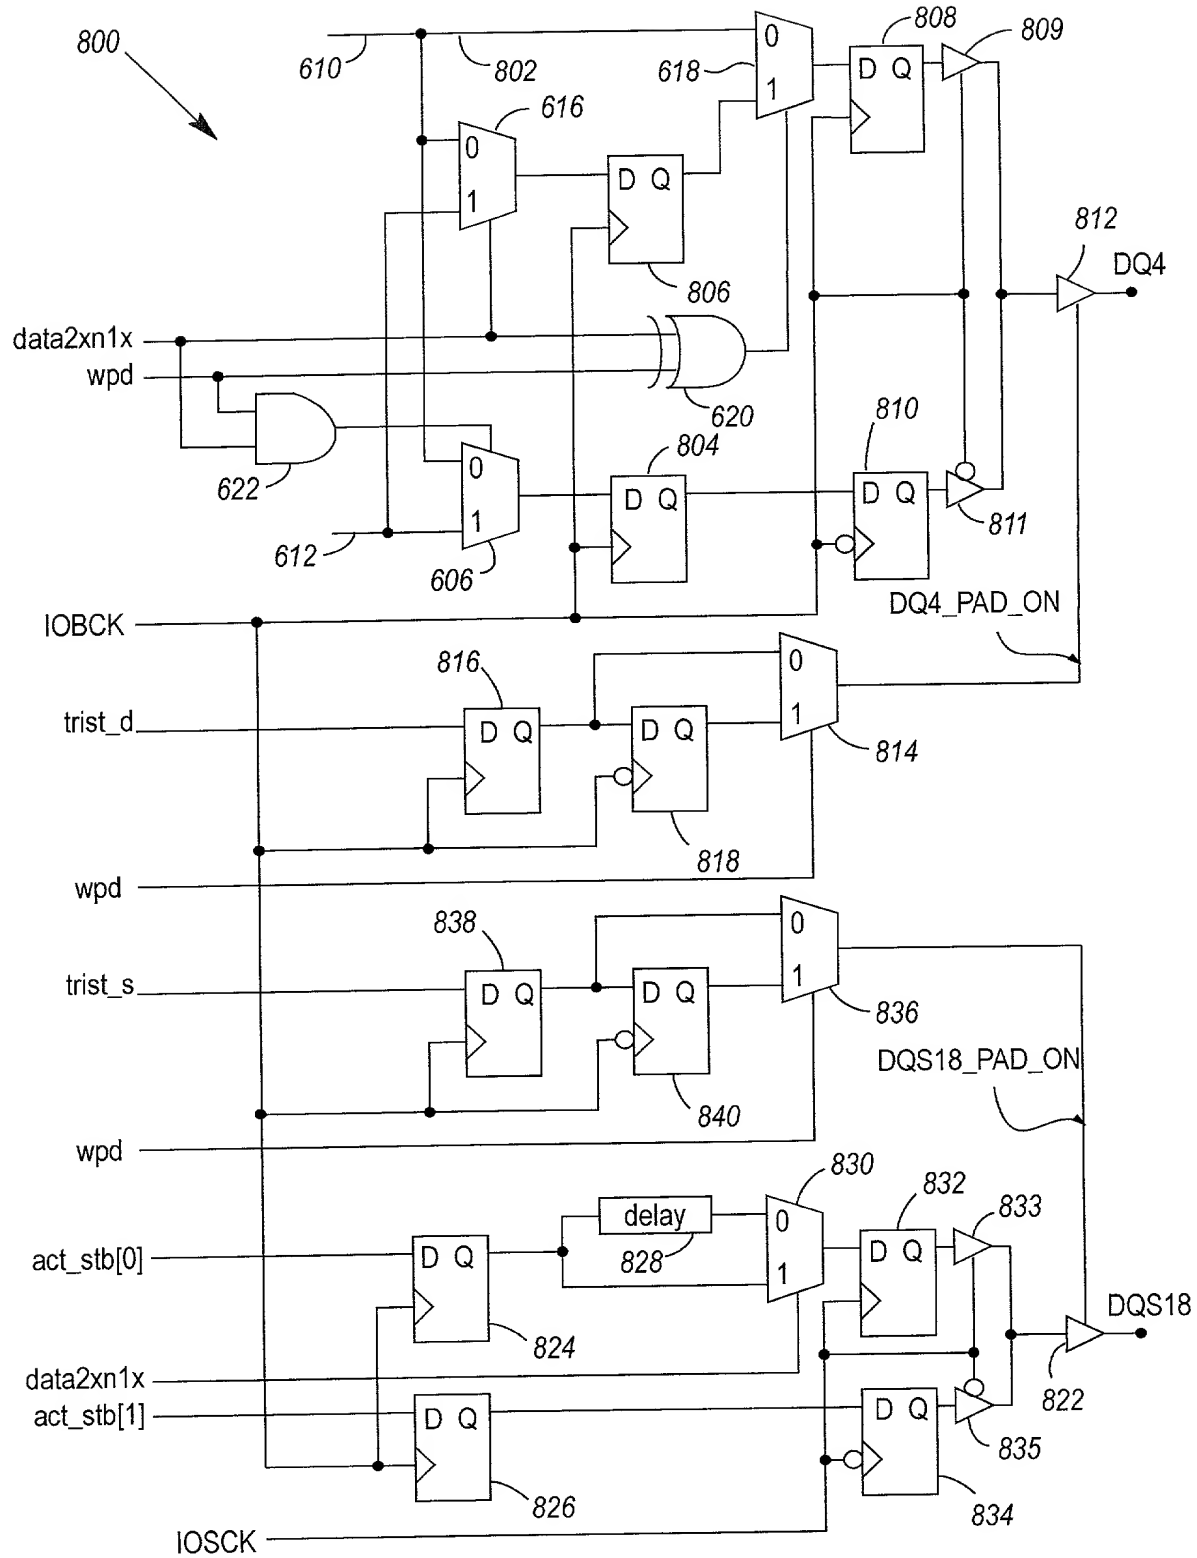 800
610
802
618
0
1
808
D Q
809
616
0
1
D Q
806
812
DQ4
data2xn1x
wpd
620
622
0
1
606
804
D Q
810
D Q
811
612
IOBCK
DQ4_PAD_ON
816
trist_d
D Q
D Q
818
0
1
814
wpd
838
trist_s
D Q
D Q
840
0
1
836
DQS18_PAD_ON
wpd
830
832
833
act_stb[0]
D Q
824
delay
828
0
1
D Q
DQS18
822
data2xn1x
act_stb[1]
D Q
826
D Q
835
834
IOSCK